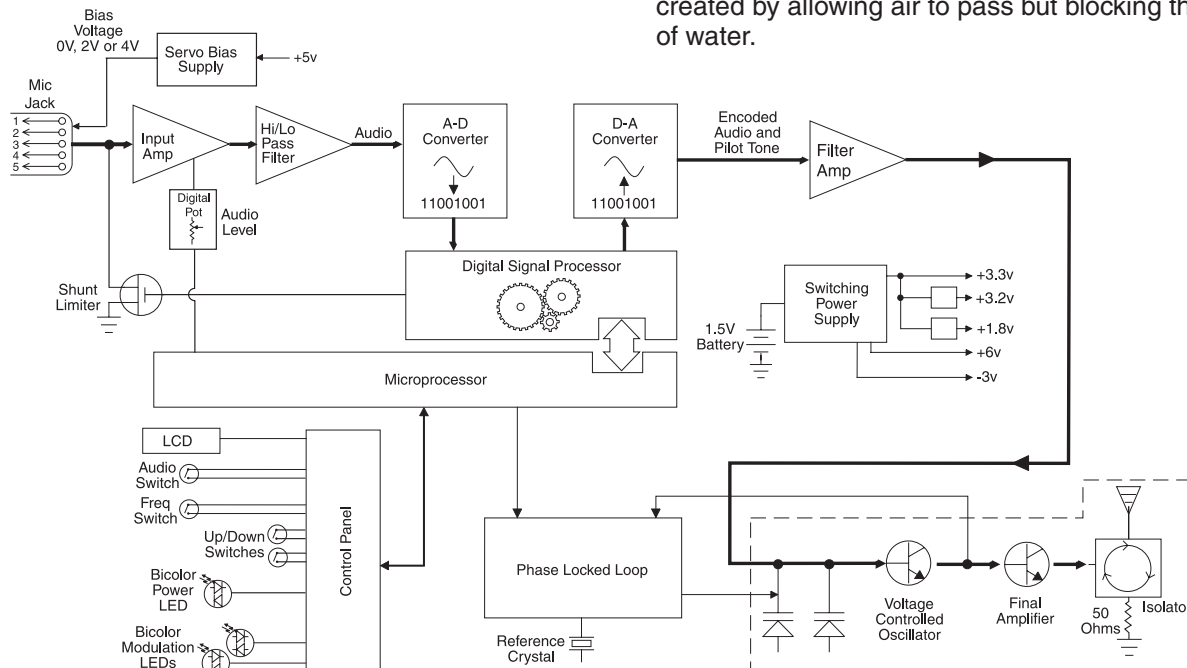 created by allowing air to pass but blocking th
of water.
Bias
Voltage
0V, 2V or 4V
Servo Bias
Supply
+5v
Mic
Jack
1
2
3
4
5
Input
Amp
Hi/Lo
Pass
Filter
Audio
A-D
Converter
11001001
D-A
Converter
11001001
Encoded
Audio and
Pilot Tone
Filter
Amp
Digital
Pot
Audio
Level
Shunt
Limiter
Digital Signal Processor
Microprocessor
1.5V
Battery
Switching
Power
Supply
+3.3v
+3.2v
+1.8v
+6v
-3v
LCD
Audio
Switch
Freq
Switch
Up/Down
Switches
Bicolor
Power
LED
Bicolor
Modulation
LEDs
Control Panel
Phase Locked Loop
Reference
Crystal
Voltage
Controlled
Oscillator
Final
Amplifier
50
Ohms
Isolato